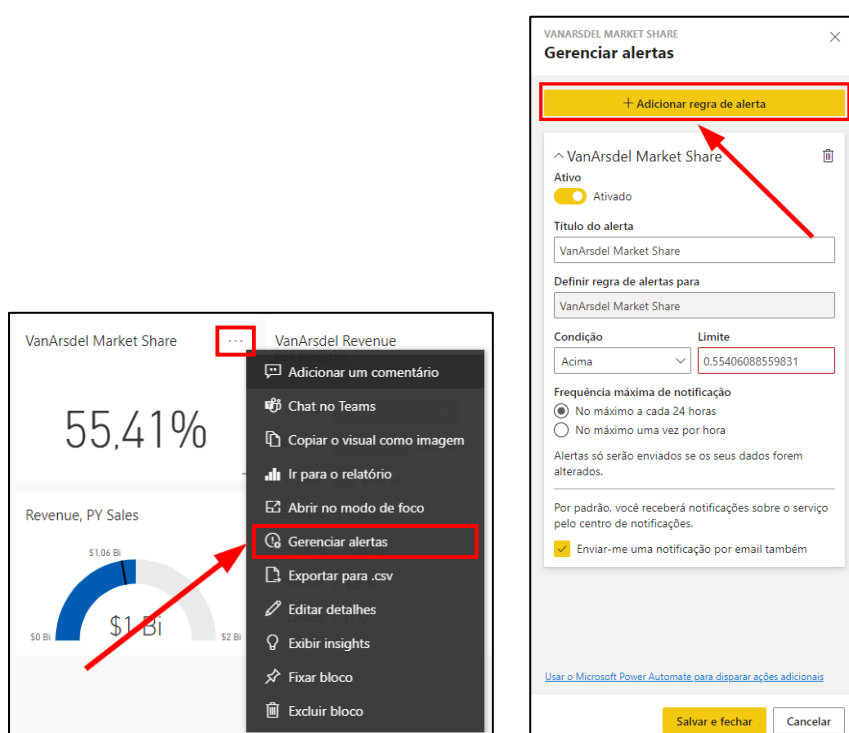 VanArsdel Market Share
...
VanArsdel Revenue
55,41%
Revenue, PY Sales
$1,06 Bi
$1 Bi
$0 Bi
$2 Bi
Adicionar um comentário
Chat no Teams
Copiar o visual como imagem
Ir para o relatório
Abrir no modo de foco
Gerenciar alertas
Exportar para .csv
Editar detalhes
Exibir insights
Fixar bloco
Excluir bloco
VANARSDEL MARKET SHARE
Gerenciar alertas
+ Adicionar regra de alerta
VanArsdel Market Share
Ativo
Ativado
Título do alerta
VanArsdel Market Share
Definir regra de alertas para
VanArsdel Market Share
Condição Limite
Acima 0.55406088559831
Frequência máxima de notificação
No máximo a cada 24 horas
No máximo uma vez por hora
Alertas só serão enviados se os seus dados forem
alterados.
Por padrão, você receberá notificações sobre o serviço
pelo centro de notificações.
Enviar-me uma notificação por email também
Usar o Microsoft Power Automate para disparar ações adicionais
Salvar e fechar Cancelar